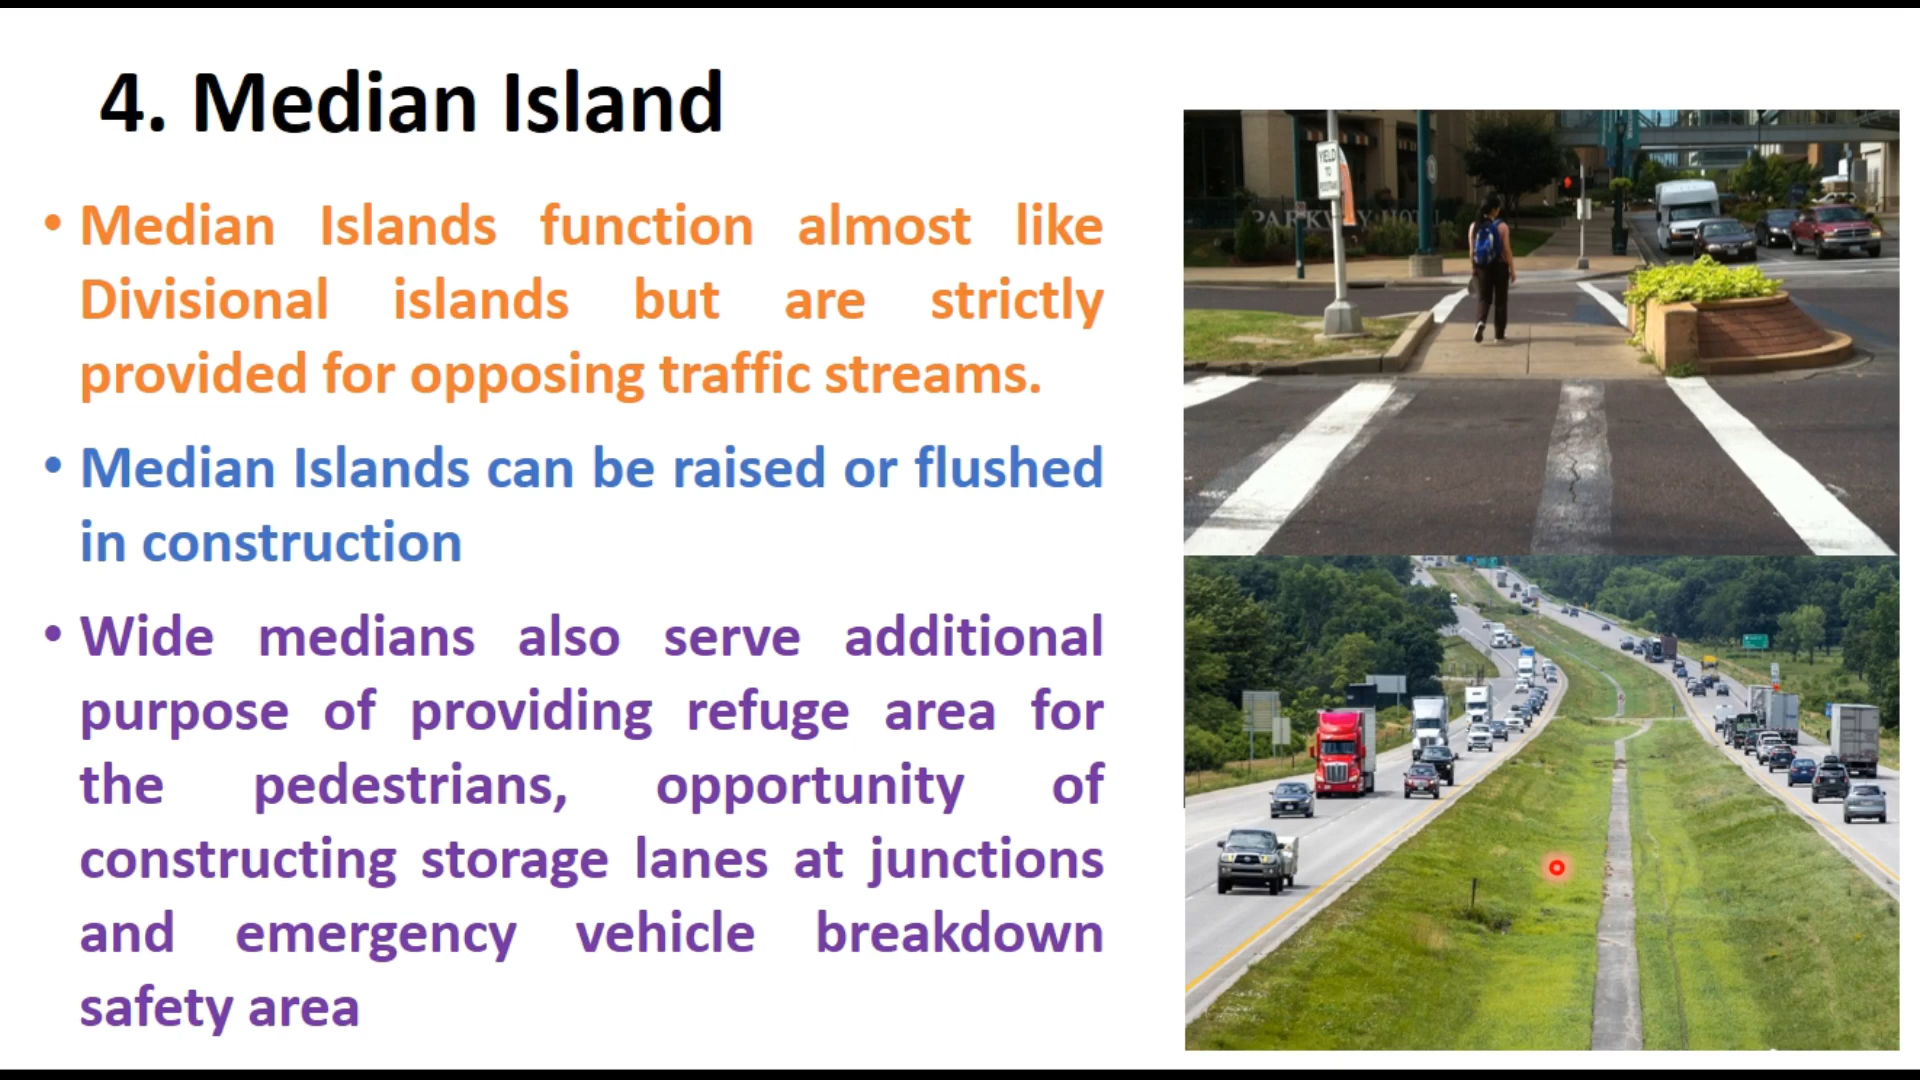 4. Median Island
• Median Islands function almost like
Divisional islands but are strictly
provided for opposing traffic streams.
• Median Islands can be raised or flushed
in construction
• Wide medians also serve additional
purpose of providing refuge area for
the pedestrians, opportunity of
constructing storage lanes at junctions
and emergency vehicle breakdown
safety area
YIELD
TO
PARKWAY HOTEL